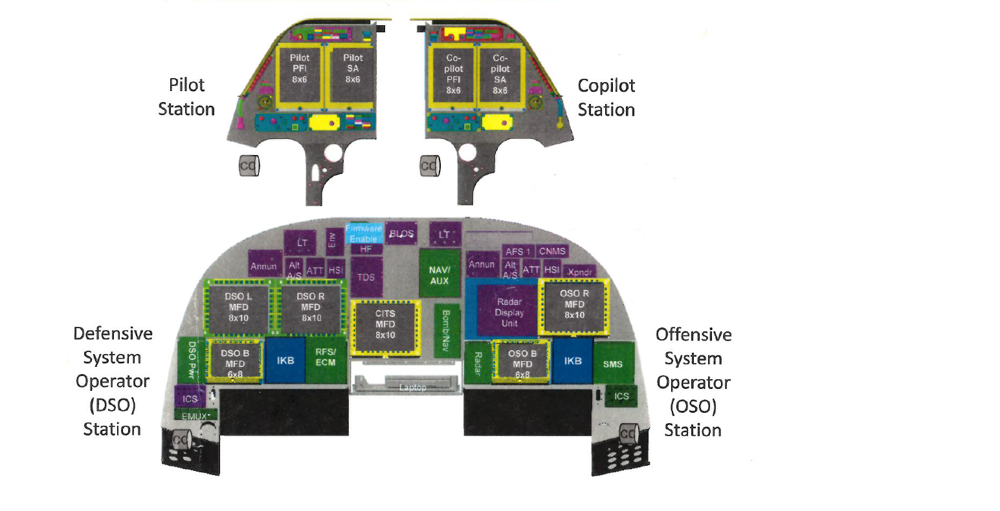 Pilot
Station
Pilot
PFI
8x6
Pilot
SA
8x6
Co-
pilot
PFI
8x6
Co-
pilot
SA
8x6
Copilot
Station
CC
CC
Defensive
System
Operator
(DSO)
Station
LT
Env
Firmware
Enable
HF
BLOS
LT
Annun
Alt
A/S
ATT
HSI
TDS
NAV/
AUX
Annun
AFS 1
CNMS
Alt
A/S
ATT
HSI
Xpndr
DSO L
MFD
8x10
DSO R
MFD
8x10
CITS
MFD
8x10
Bomb/Nav
Radar
Display
Unit
OSO R
MFD
8x10
DSO Pwr
DSO B
MFD
6x8
IKB
RFS/
ECM
Laptop
Radar
OSO B
MFD
6x8
IKB
SMS
ICS
EMUX
CC
ICS
CC
Offensive
System
Operator
(OSO)
Station